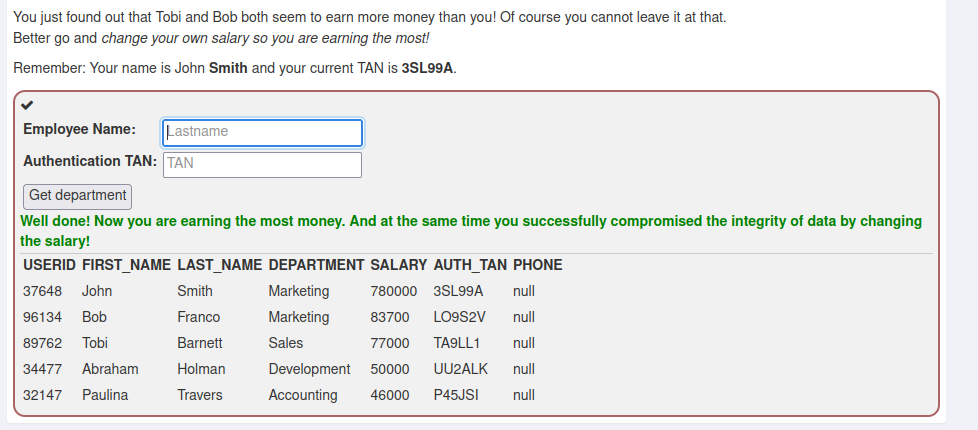 You just found out that Tobi and Bob both seem to earn more money than you! Of course you cannot leave it at that.
Better go and change your own salary so you are earning the most!
Remember: Your name is John Smith and your current TAN is 3SL99A.
Employee Name: Lastname
Authentication TAN: TAN
Get department
Well done! Now you are earning the most money. And at the same time you successfully compromised the integrity of data by changing
the salary!
USERID FIRST_NAME LAST_NAME DEPARTMENT SALARY AUTH_TAN PHONE
37648 John Smith Marketing 780000 3SL99A null
96134 Bob Franco Marketing 83700 LO9S2V null
89762 Tobi Barnett Sales 77000 TA9LL1 null
34477 Abraham Holman Development 50000 UU2ALK null
32147 Paulina Travers Accounting 46000 P45JSI null